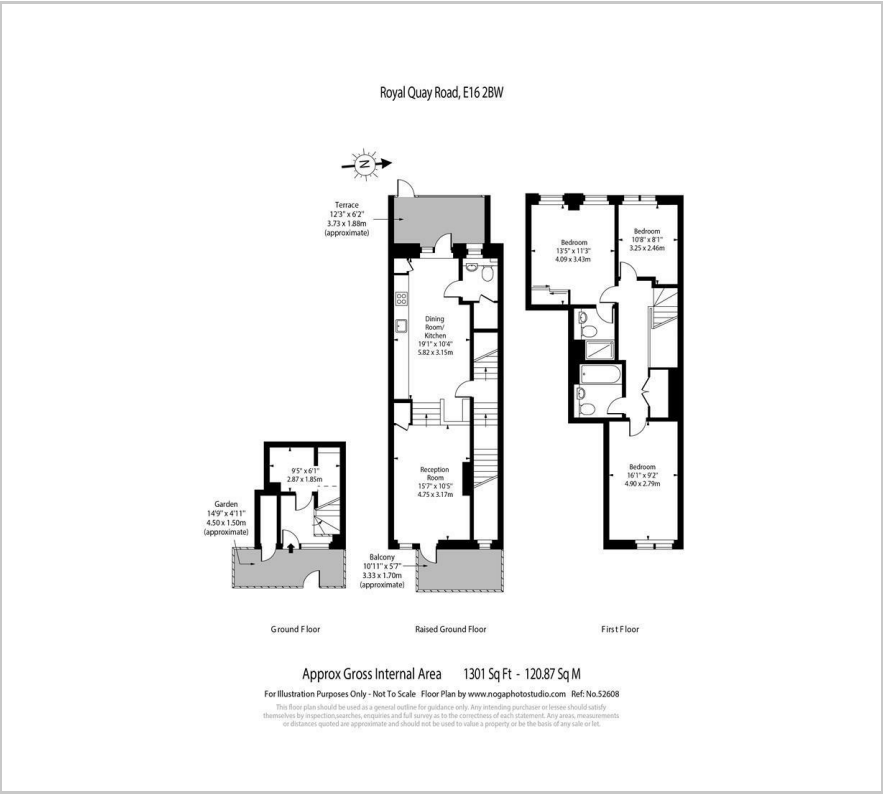 Royal Quay Road, E16 2BW
N
Terrace
12'3" x 6'2"
3.73 x 1.88m
(approximate)
Bedroom
13'5" x 11'3"
4.09 x 3.43m
Bedroom
10'8" x 8'1"
3.25 x 2.46m
Dining
Room/
Kitchen
19'1" x 10'4"
5.82 x 3.15m
9'5" x 6'1"
2.87 x 1.85m
Reception
Room
15'7" x 10'5"
4.75 x 3.17m
Bedroom
16'1" x 9'2"
4.90 x 2.79m
Garden
14'9" x 4'11"
4.50 x 1.50m
(approximate)
Balcony
10'11" x 5'7"
3.33 x 1.70m
(approximate)
Ground Floor
Raised Ground Floor
First Floor
Approx Gross Internal Area 1301 Sq Ft - 120.87 Sq M
For Illustration Purposes Only - Not To Scale Floor Plan by www.nogaphotostudio.com Ref: No.52608
This floor plan should be used as a general outline for guidance only. Any intending purchaser or lessee should satisfy
themselves by inspection,searches, enquiries and full survey as to the correctness of each statement. Any areas, measurements
or distances quoted are approximate and should not be used to value a property or be the basis of any sale or let.